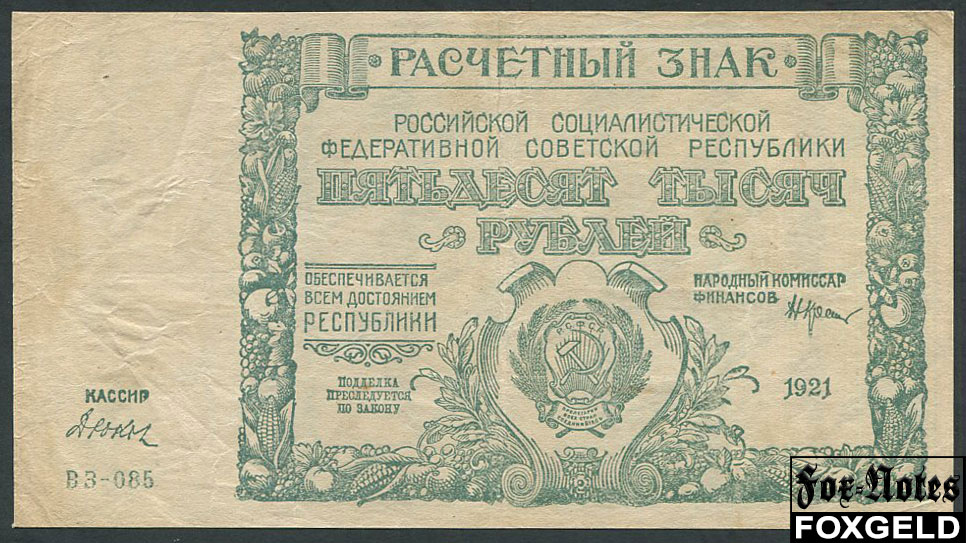 РАСЧЕТНЫЙ ЗНАК
РОССИЙСКОЙ СОЦИАЛИСТИЧЕСКОЙ
ФЕДЕРАТИВНОЙ СОВЕТСКОЙ РЕСПУБЛИКИ
ПЯТЬДЕСЯТ ТЫСЯЧ
РУБЛЕЙ
ОБЕСПЕЧИВАЕТСЯ
ВСЕМ ДОСТОЯНИЕМ
РЕСПУБЛИКИ
НАРОДНЫЙ КОМИССАР
ФИНАНСОВ
РСФСР
ПОДДЕЛКА
ПРЕСЛЕДУЕТСЯ
ПО ЗАКОНУ
1921
КАССИР
ВЗ-085
Fox-Notes
FOXGELD